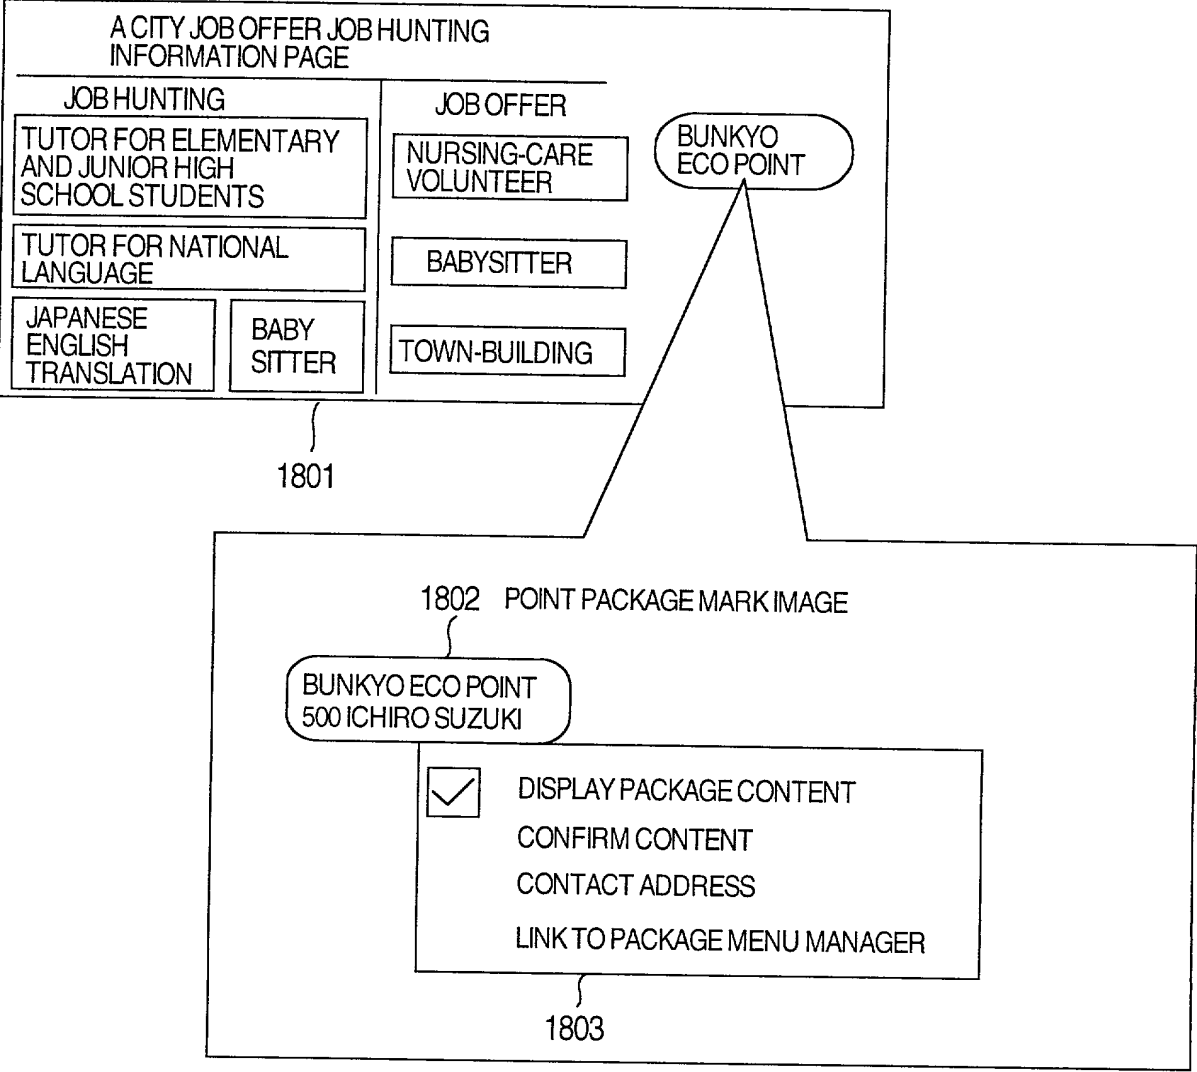 A CITY JOB OFFER JOB HUNTING
INFORMATION PAGE
JOB HUNTING
TUTOR FOR ELEMENTARY
AND JUNIOR HIGH
SCHOOL STUDENTS
TUTOR FOR NATIONAL
LANGUAGE
JAPANESE
ENGLISH
TRANSLATION
BABY
SITTER
JOB OFFER
NURSING-CARE
VOLUNTEER
BABYSITTER
TOWN-BUILDING
BUNKYO
ECO POINT
1801
1802 POINT PACKAGE MARK IMAGE
BUNKYO ECO POINT
500 ICHIRO SUZUKI
DISPLAY PACKAGE CONTENT
CONFIRM CONTENT
CONTACT ADDRESS
LINK TO PACKAGE MENU MANAGER
1803